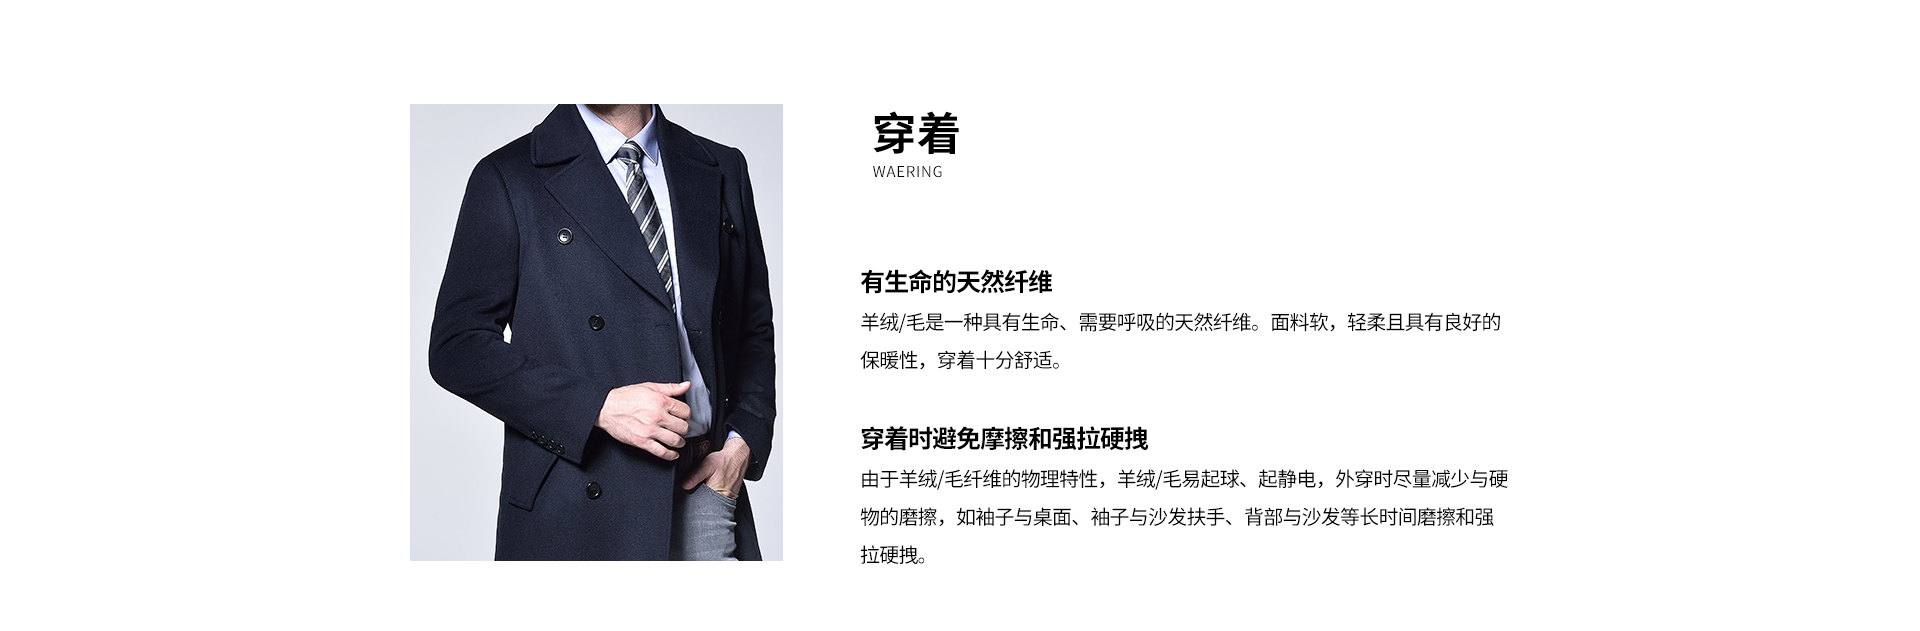 穿着
WAERING
有生命的天然纤维
羊绒/毛是一种具有生命、需要呼吸的天然纤维。面料软，轻柔且具有良好的
保暖性，穿着十分舒适。
穿着时避免摩擦和强拉硬拽
由于羊绒/毛纤维的物理特性，羊绒/毛易起球、起静电，外穿时尽量减少与硬
物的磨擦，如袖子与桌面、袖子与沙发扶手、背部与沙发等长时间磨擦和强
拉硬拽。